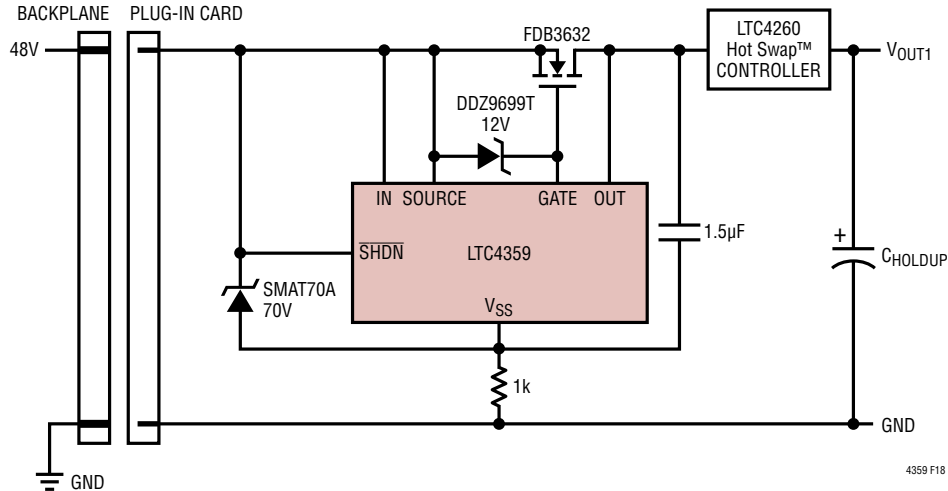 BACKPLANE PLUG-IN CARD
48V
FDB3632
LTC4260
Hot Swap™
CONTROLLER
VOUT1
DDZ9699T
12V
IN SOURCE GATE OUT
SHDN
LTC4359
1.5µF
+
CHOLDUP
SMAT70A
70V
VSS
1k
GND
GND
4359 F18